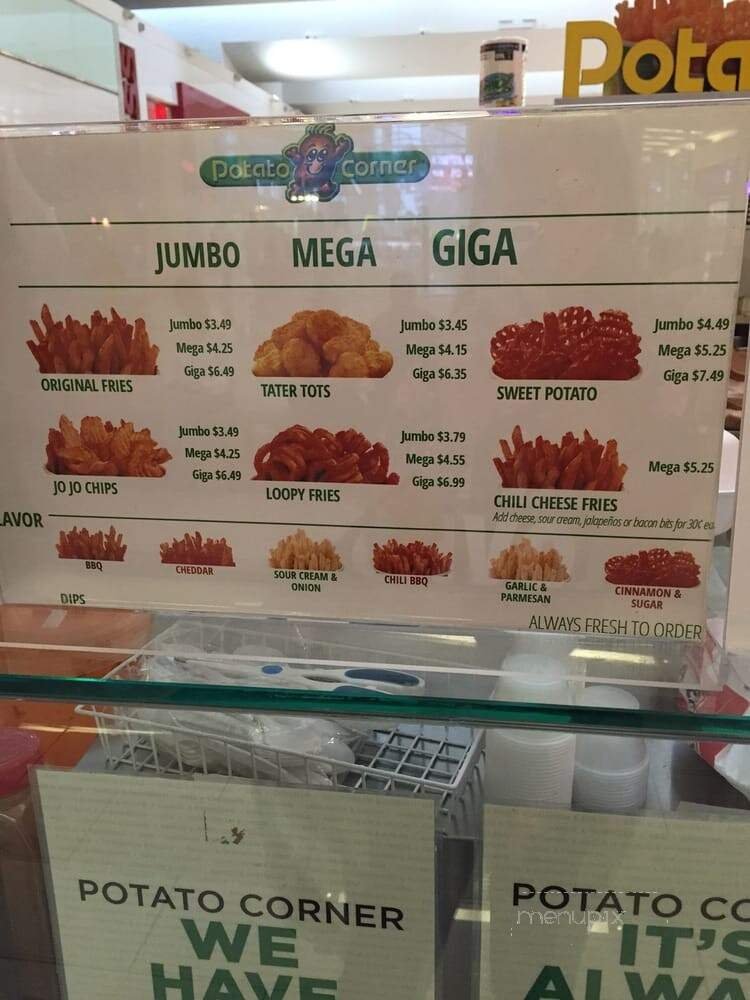 Pota
Potato Corner
JUMBO MEGA GIGA
Jumbo $3.49
Mega $4.25
Giga $6.49
ORIGINAL FRIES
Jumbo $3.45
Mega $4.15
Giga $6.35
TATER TOTS
Jumbo $4.49
Mega $5.25
Giga $7.49
SWEET POTATO
Jumbo $3.49
Mega $4.25
Giga $6.49
JO JO CHIPS
Jumbo $3.79
Mega $4.55
Giga $6.99
LOOPY FRIES
Mega $5.25
CHILI CHEESE FRIES
Add cheese, sour cream, jalapeños or bacon bits for 30¢ ea.
LAVOR
BBQ
CHEDDAR
SOUR CREAM &
ONION
CHILI BBQ
GARLIC &
PARMESAN
CINNAMON &
SUGAR
DIPS
ALWAYS FRESH TO ORDER
POTATO CORNER
WE
HAVE
POTATO CO
menupix
IT'S
ALWA